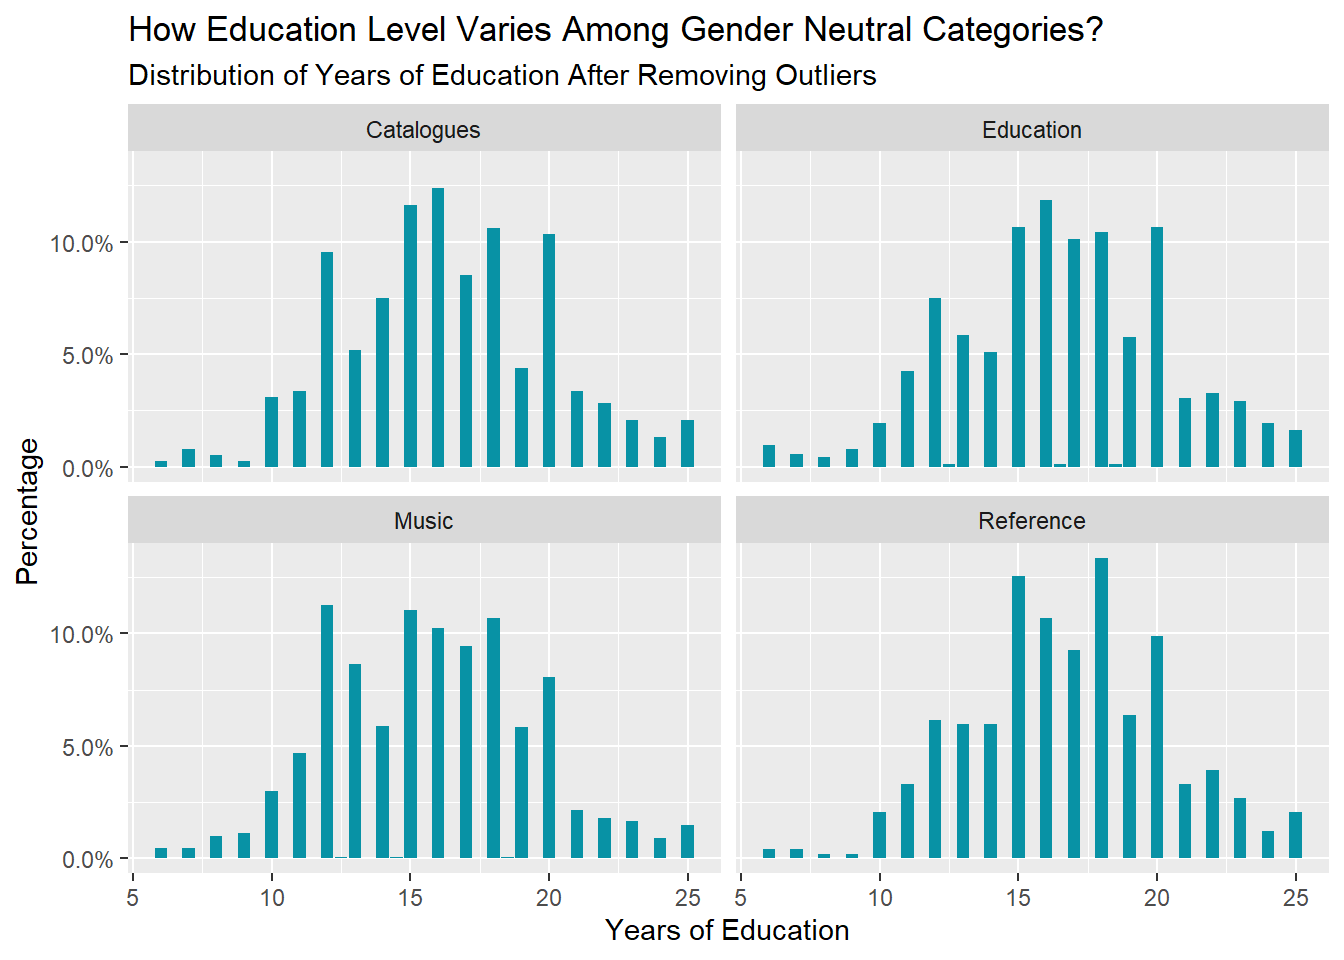 How Education Level Varies Among Gender Neutral Categories?
Distribution of Years of Education After Removing Outliers
Catalogues
Education
10.0%
5.0%
0.0%
Music
Reference
10.0%
5.0%
0.0%
Percentage
5 10 15 20 25
5 10 15 20 25
Years of Education